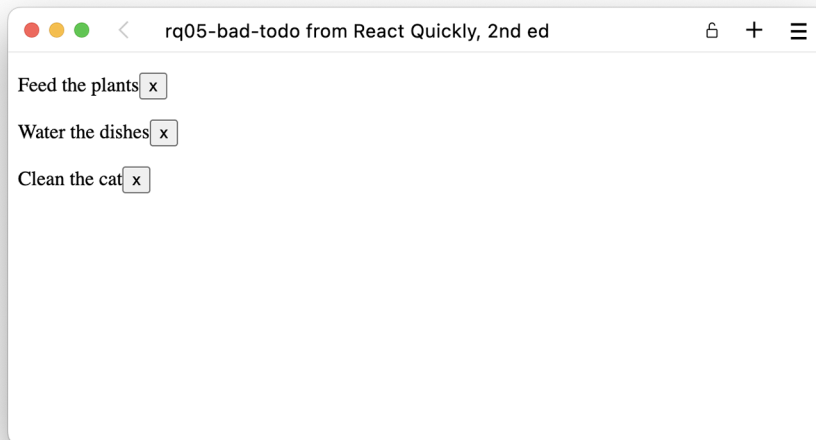 rq05-bad-todo from React Quickly, 2nd ed
Feed the plants x
Water the dishes x
Clean the cat x